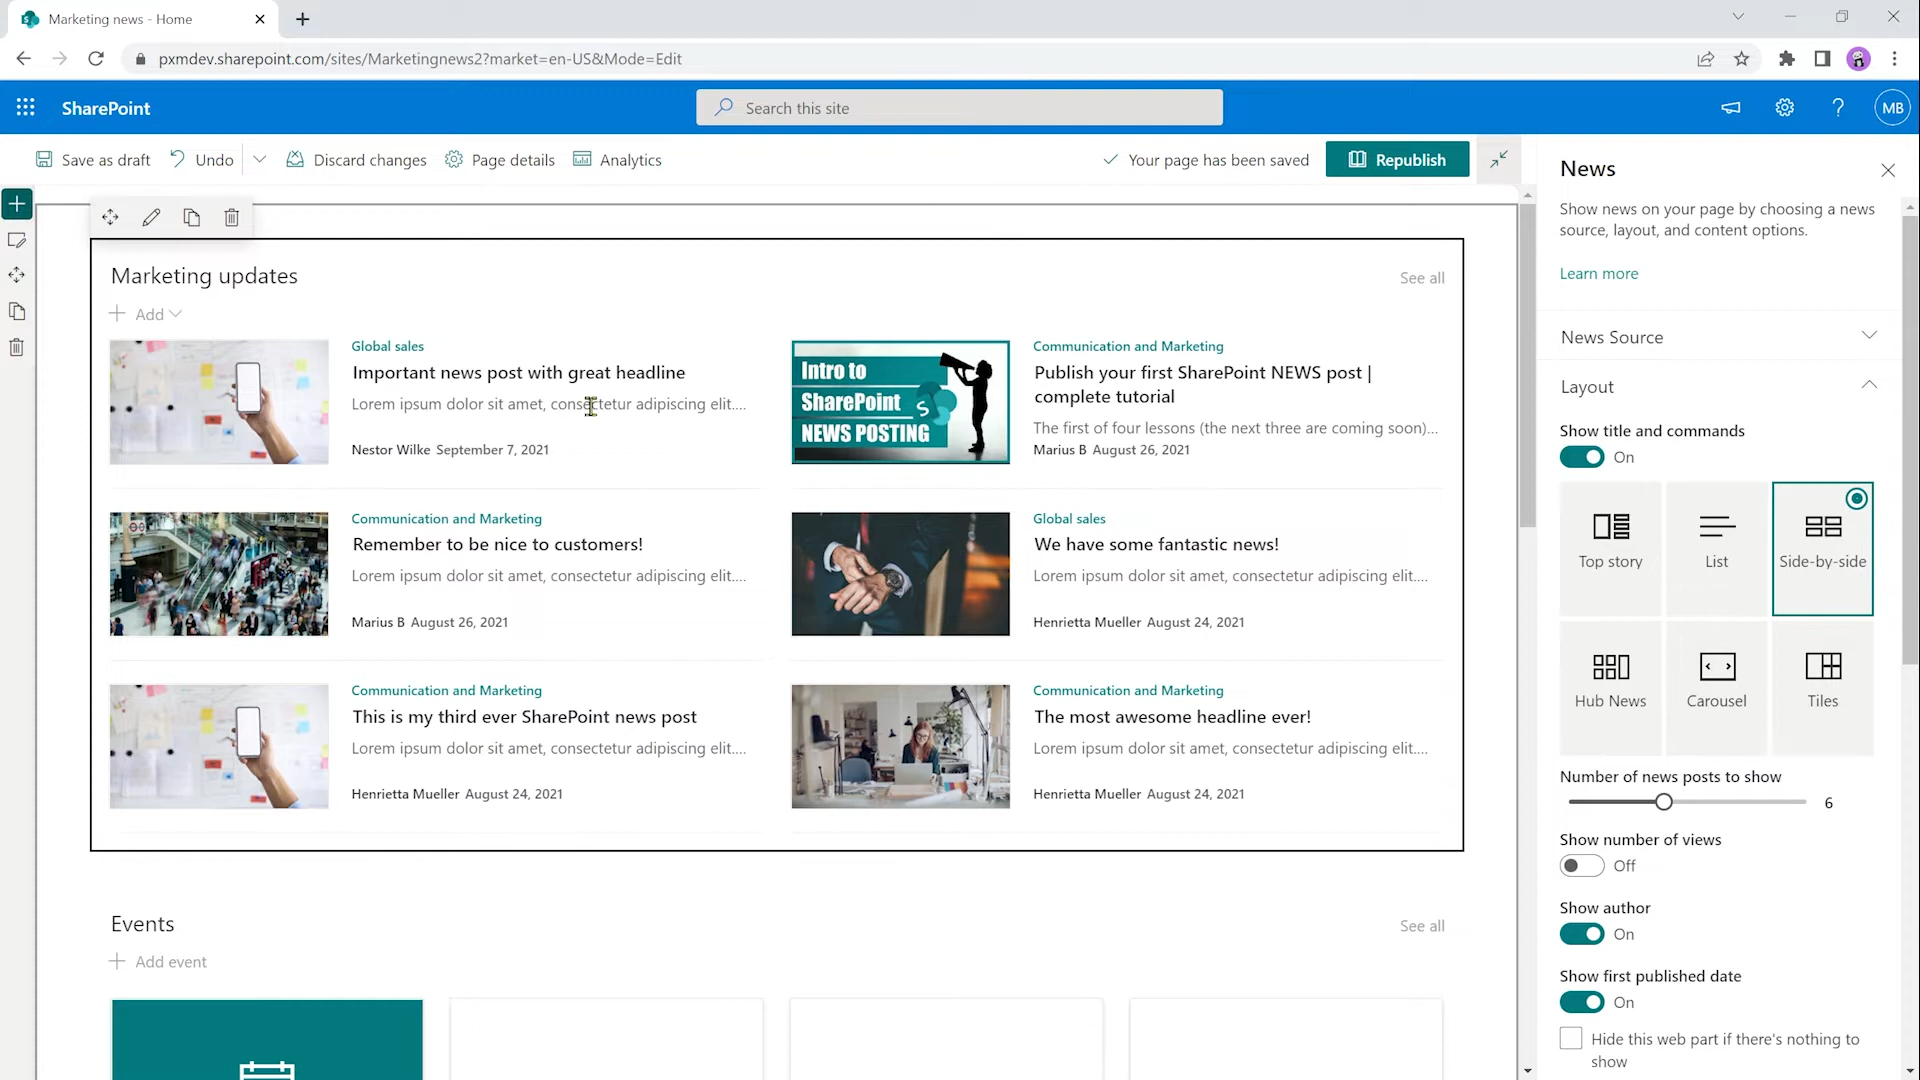 Marketing news - Home
pxmdev.sharepoint.com/sites/Marketingnews2?market=en-US&Mode=Edit
SharePoint
Search this site
MB
Save as draft
Undo
Discard changes
Page details
Analytics
Your page has been saved
Republish
Marketing updates
See all
Add
Global sales
Important news post with great headline
Lorem ipsum dolor sit amet, consectetur adipiscing elit....
Nestor Wilke September 7, 2021
Intro to
SharePoint
NEWS POSTING
S
Communication and Marketing
Publish your first SharePoint NEWS post |
complete tutorial
The first of four lessons (the next three are coming soon)...
Marius B August 26, 2021
Communication and Marketing
Remember to be nice to customers!
Lorem ipsum dolor sit amet, consectetur adipiscing elit....
Marius B August 26, 2021
Global sales
We have some fantastic news!
Lorem ipsum dolor sit amet, consectetur adipiscing elit....
Henrietta Mueller August 24, 2021
Communication and Marketing
This is my third ever SharePoint news post
Lorem ipsum dolor sit amet, consectetur adipiscing elit....
Henrietta Mueller August 24, 2021
Communication and Marketing
The most awesome headline ever!
Lorem ipsum dolor sit amet, consectetur adipiscing elit....
Henrietta Mueller August 24, 2021
Events
See all
Add event
News
Show news on your page by choosing a news
source, layout, and content options.
Learn more
News Source
Layout
Show title and commands
On
Top story
List
Side-by-side
Hub News
Carousel
Tiles
Number of news posts to show
6
Show number of views
Off
Show author
On
Show first published date
On
Hide this web part if there's nothing to
show